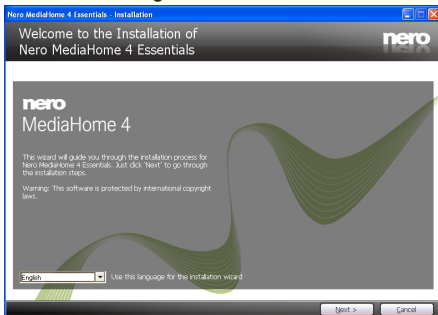 Nero MediaHome 4 Essentials - Installation
Welcome to the Installation of
Nero MediaHome 4 Essentials
nero
nero
MediaHome 4
This wizard will guide you through the installation process for
Nero MediaHome 4 Essentials. Just click 'Next' to go through
the installation steps.
Warning: This software is protected by international copyright
laws.
English
Use this language for the installation wizard
Next >
Cancel